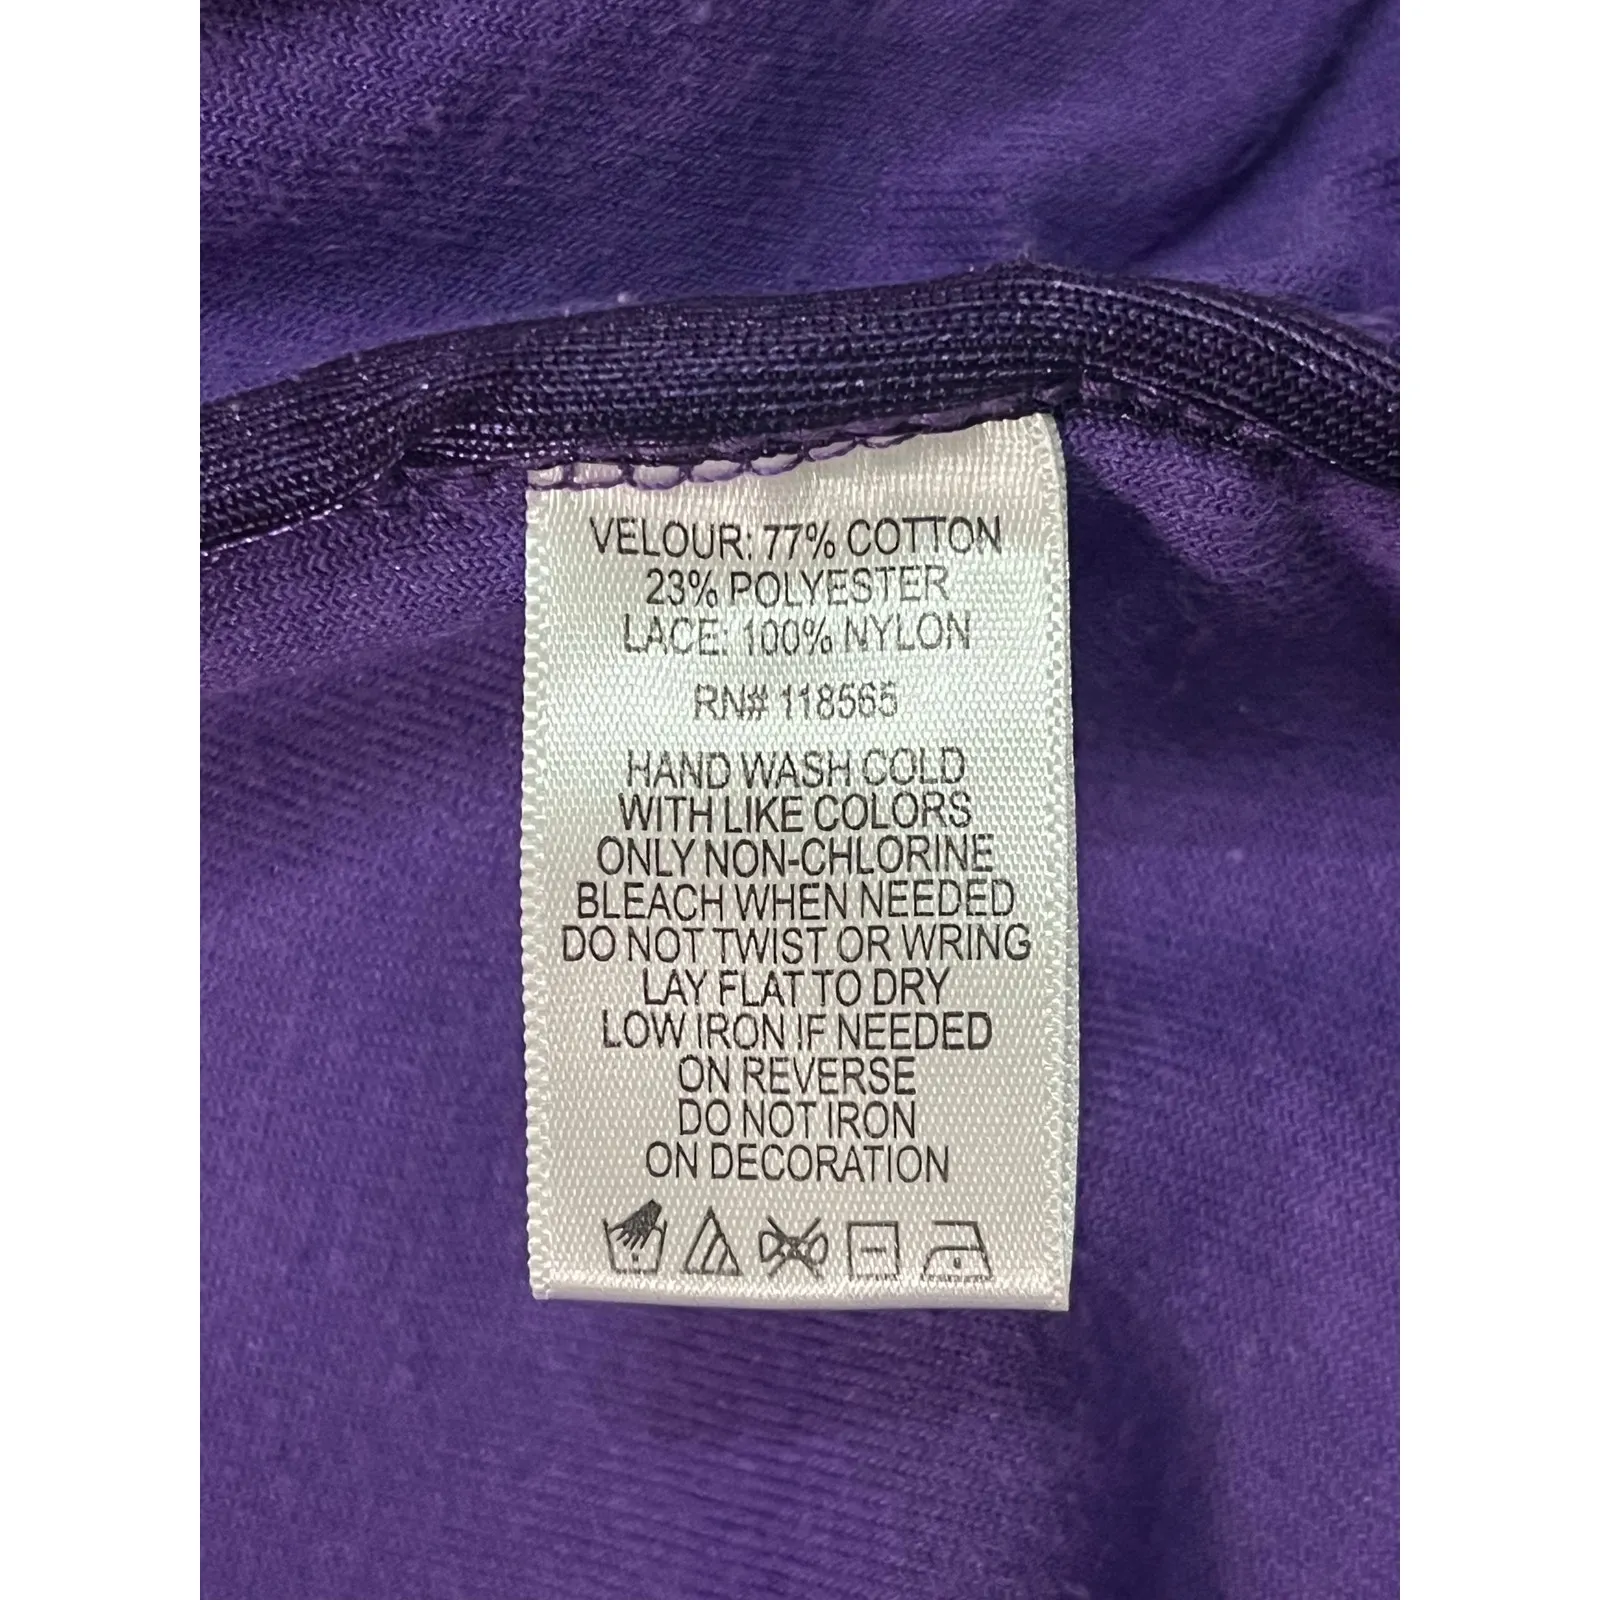 VELOUR: 77% COTTON
23% POLYESTER
LACE: 100% NYLON
RN# 118565
HAND WASH COLD
WITH LIKE COLORS
ONLY NON-CHLORINE
BLEACH WHEN NEEDED
DO NOT TWIST OR WRING
LAY FLAT TO DRY
LOW IRON IF NEEDED
ON REVERSE
DO NOT IRON
ON DECORATION